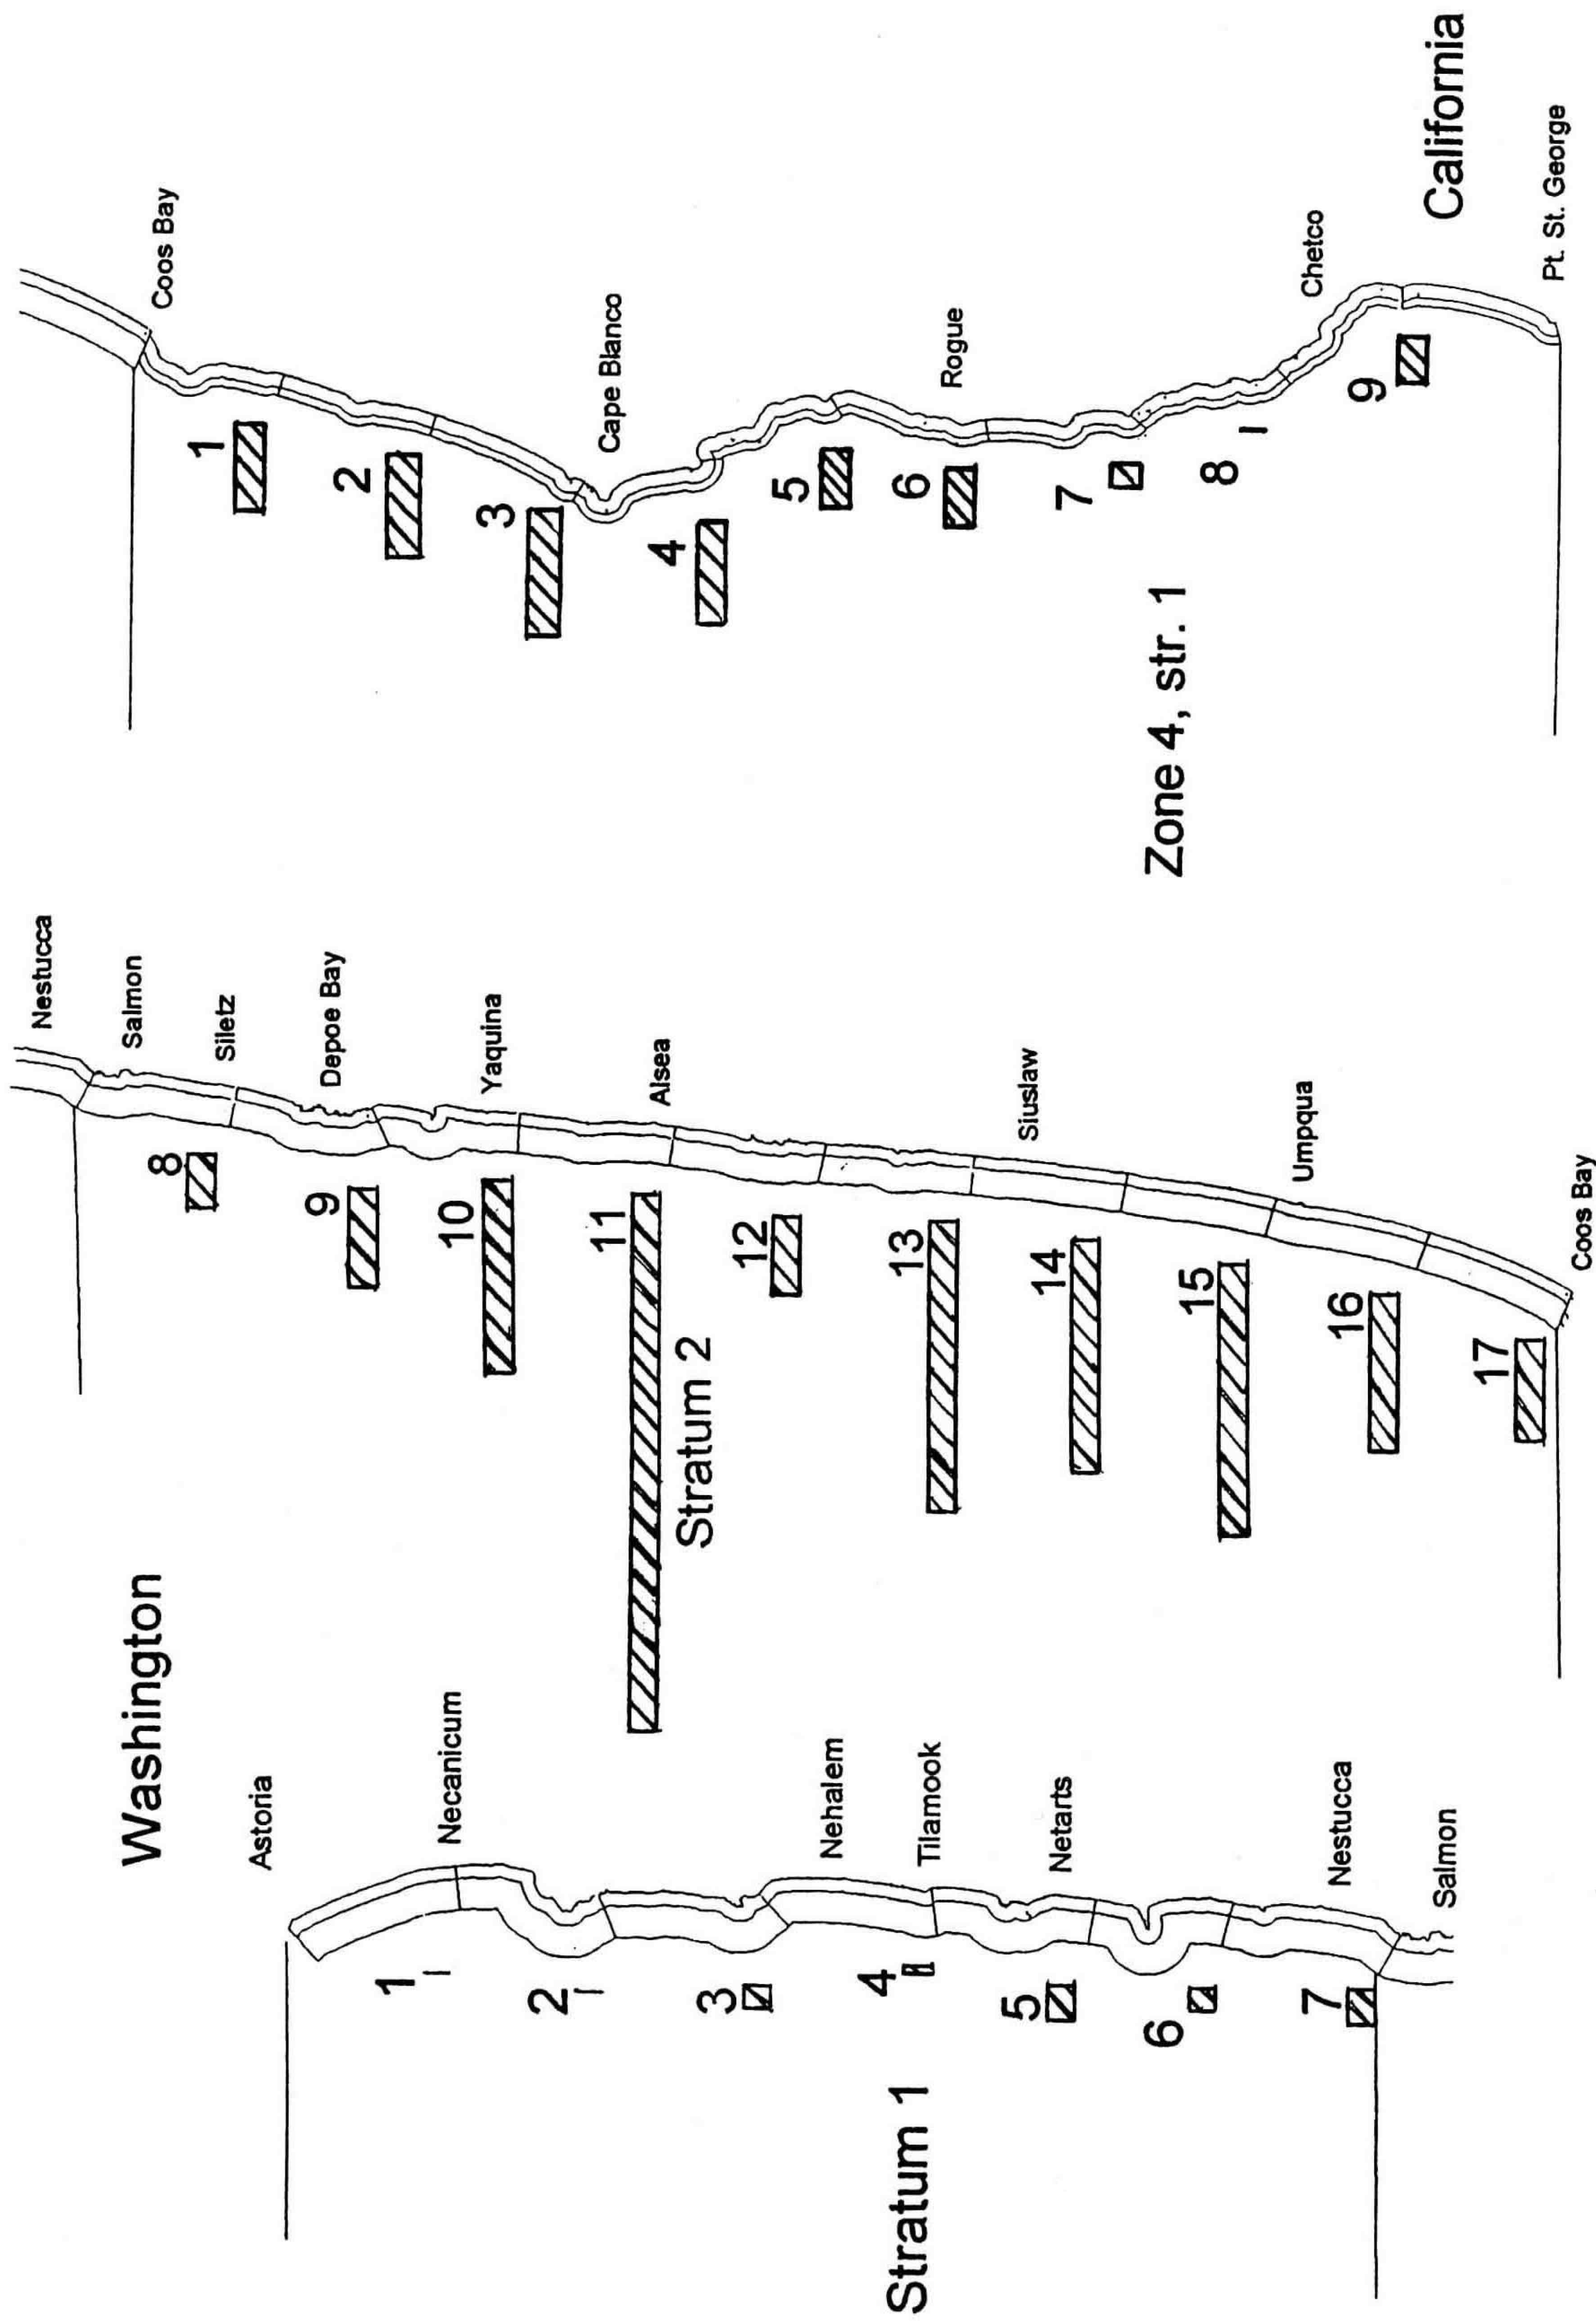 Washington
Astoria
1
Necanicum
2
3
Nehalem
4
Tilamook
5
Netarts
6
7
Nestucca
Salmon
Stratum 1
Nestucca
Salmon
8
Siletz
9
Depoe Bay
10
Yaquina
11
Alsea
Stratum 2
12
13
Siuslaw
14
15
Umpqua
16
17
Coos Bay
Coos Bay
1
2
3
Cape Blanco
4
5
6
Rogue
7
8
Zone 4, str. 1
Chetco
9
California
Pt. St. George